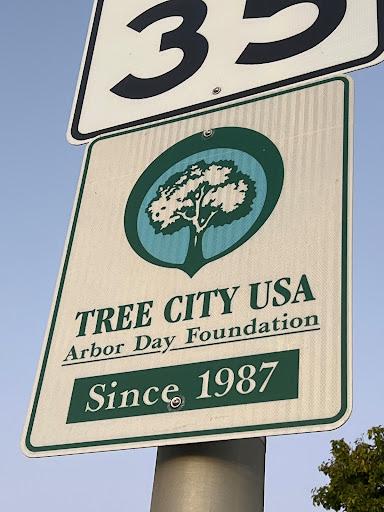 35
TREE CITY USA
Arbor Day Foundation
Since 1987